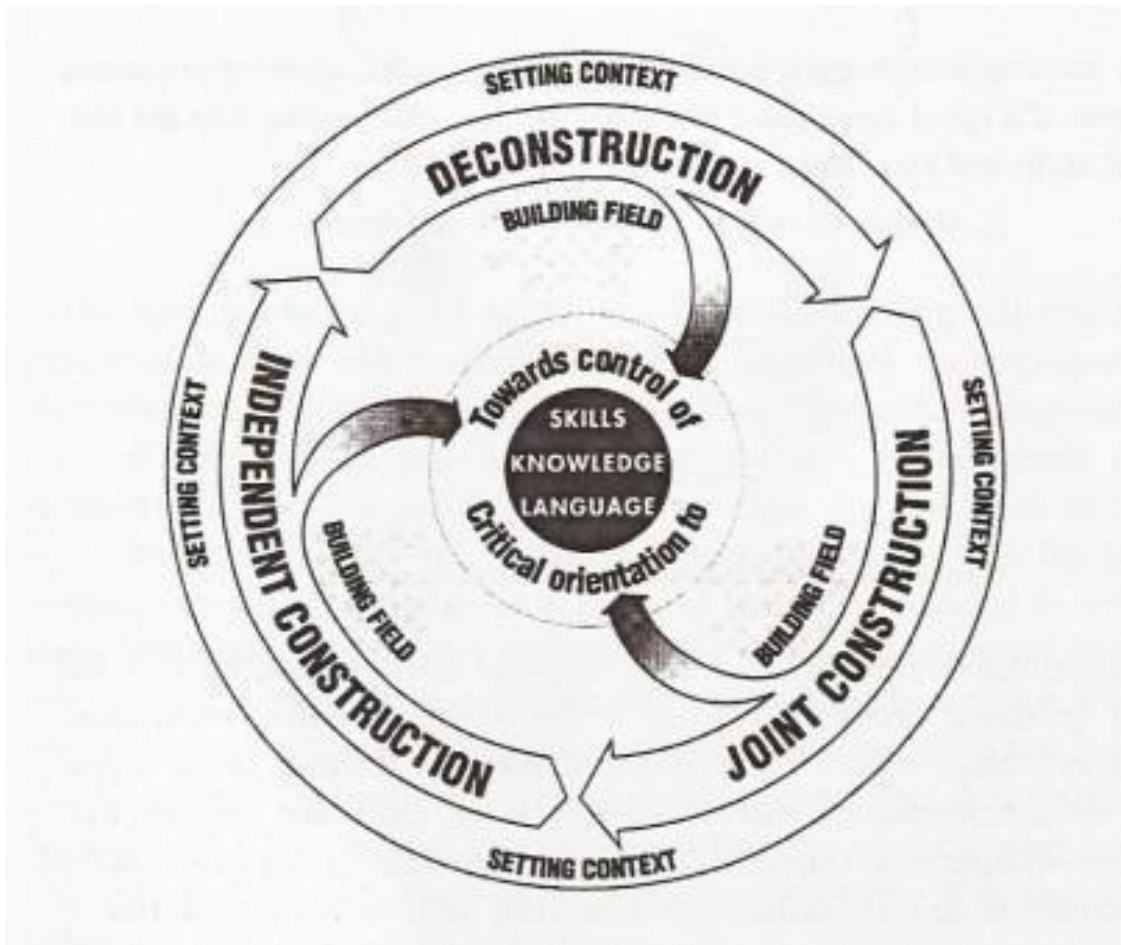 SETTING CONTEXT
DECONSTRUCTION
BUILDING FIELD
SETTING CONTEXT
INDEPENDENT CONSTRUCTION
BUILDING FIELD
Towards control of
SKILLS
KNOWLEDGE
LANGUAGE
Critical orientation to
BUILDING FIELD
JOINT CONSTRUCTION
SETTING CONTEXT
SETTING CONTEXT